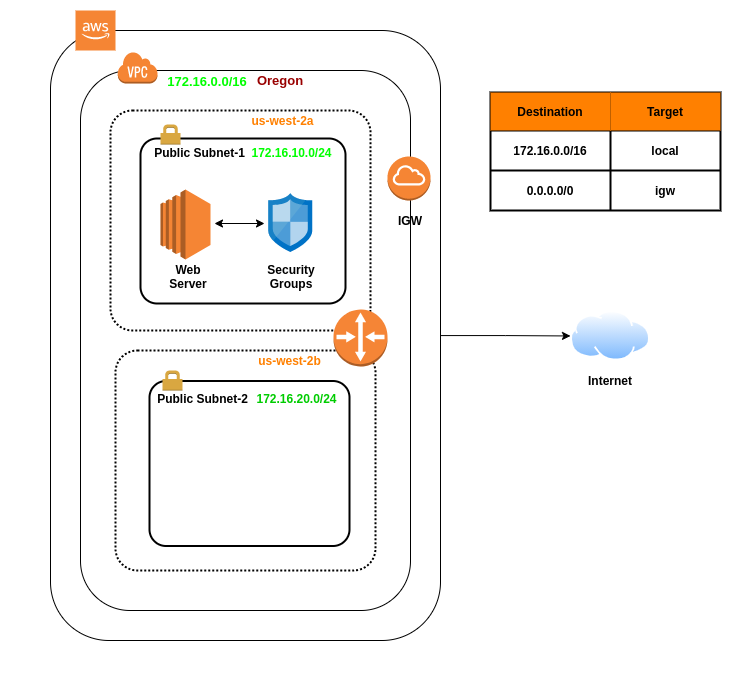 aws
VPC
172.16.0.0/16 Oregon
us-west-2a
Public Subnet-1 172.16.10.0/24
Web
Server
Security
Groups
IGW
us-west-2b
Public Subnet-2 172.16.20.0/24
Destination Target
172.16.0.0/16 local
0.0.0.0/0 igw
Internet